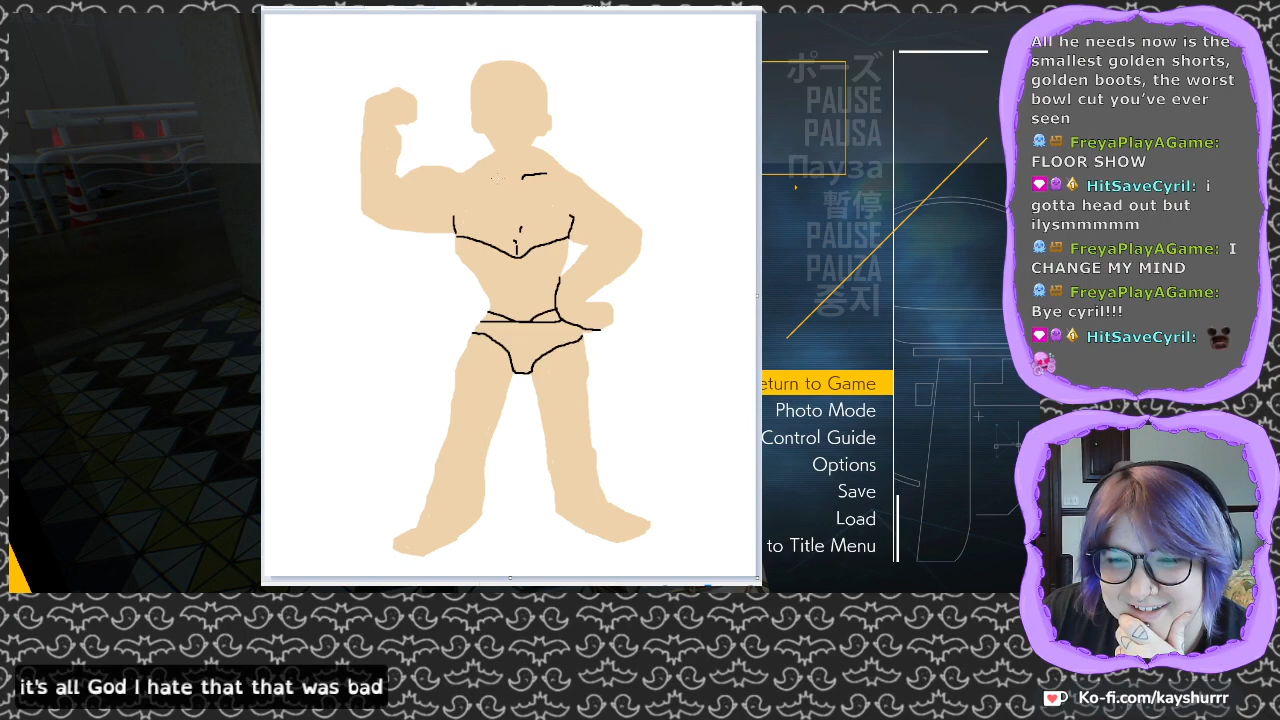 ポーズ
PAUSE
PAUSA
Пауза
暫停
PAUSE
PAUZA
중지
eturn to Game
Photo Mode
Control Guide
Options
Save
Load
to Title Menu
All he needs now is the
smallest golden shorts,
golden boots, the worst
bowl cut you've ever
seen
FreyaPlayAGame:
FLOOR SHOW
HitSaveCyril: i
gotta head out but
ilysmmmmm
FreyaPlayAGame: I
CHANGE MY MIND
FreyaPlayAGame:
Bye cyril!!!
HitSaveCyril:
it's all God I hate that that was bad
Ko-fi.com/kayshurrr